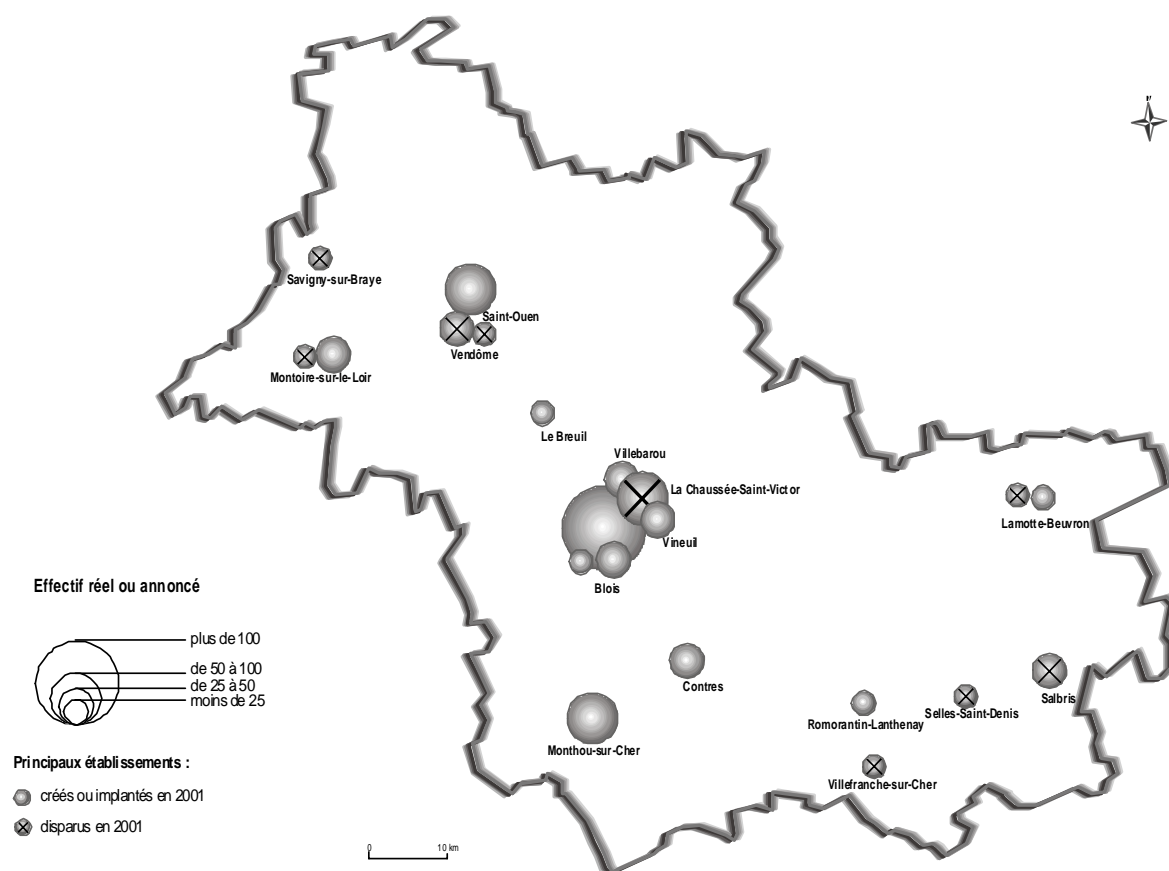 N
Savigny-sur-Braye
Saint-Ouen
Vendôme
Montoire-sur-le-Loir
Le Breuil
Villebarou
La Chaussée-Saint-Victor
Lamotte-Beuvron
Vineuil
Blois
Effectif réel ou annoncé
plus de 100
de 50 à 100
de 25 à 50
moins de 25
Contres
Salbris
Selles-Saint-Denis
Romorantin-Lanthenay
Monthou-sur-Cher
Villefranche-sur-Cher
Principaux établissements :
créés ou implantés en 2001
disparus en 2001
0 10 km